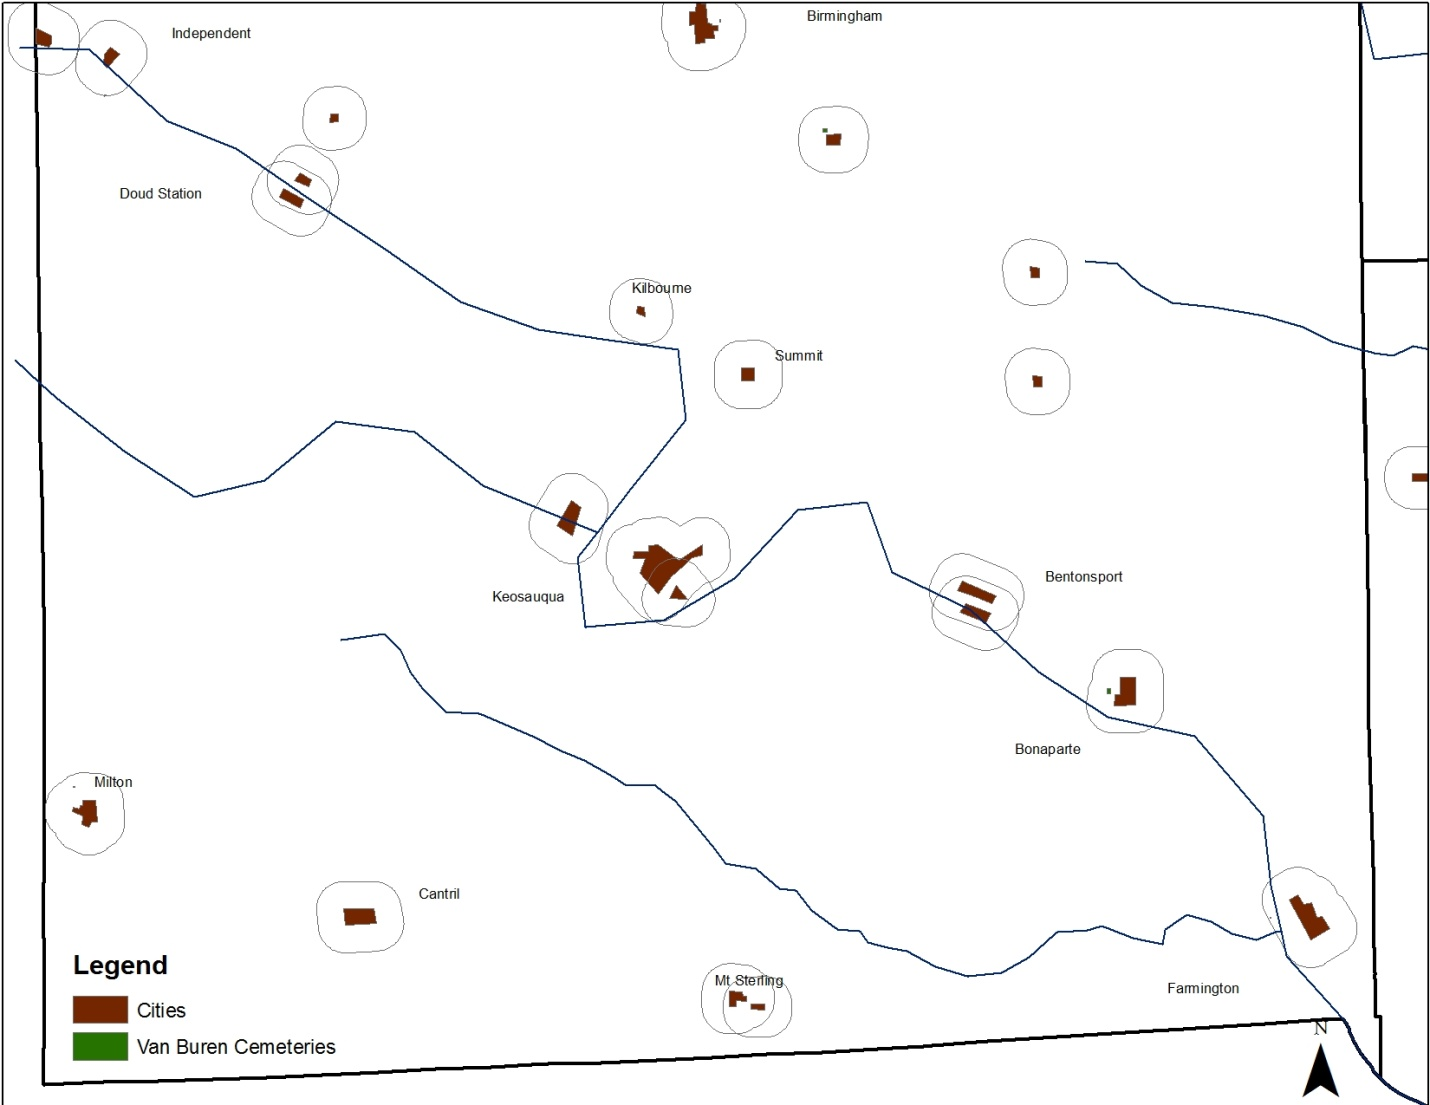 Birmingham
Independent
Doud Station
Kilbourne
Summit
Bentonsport
Keosauqua
Bonaparte
Milton
Cantril
Mt Sterling
Farmington
Legend
Cities
Van Buren Cemeteries
N